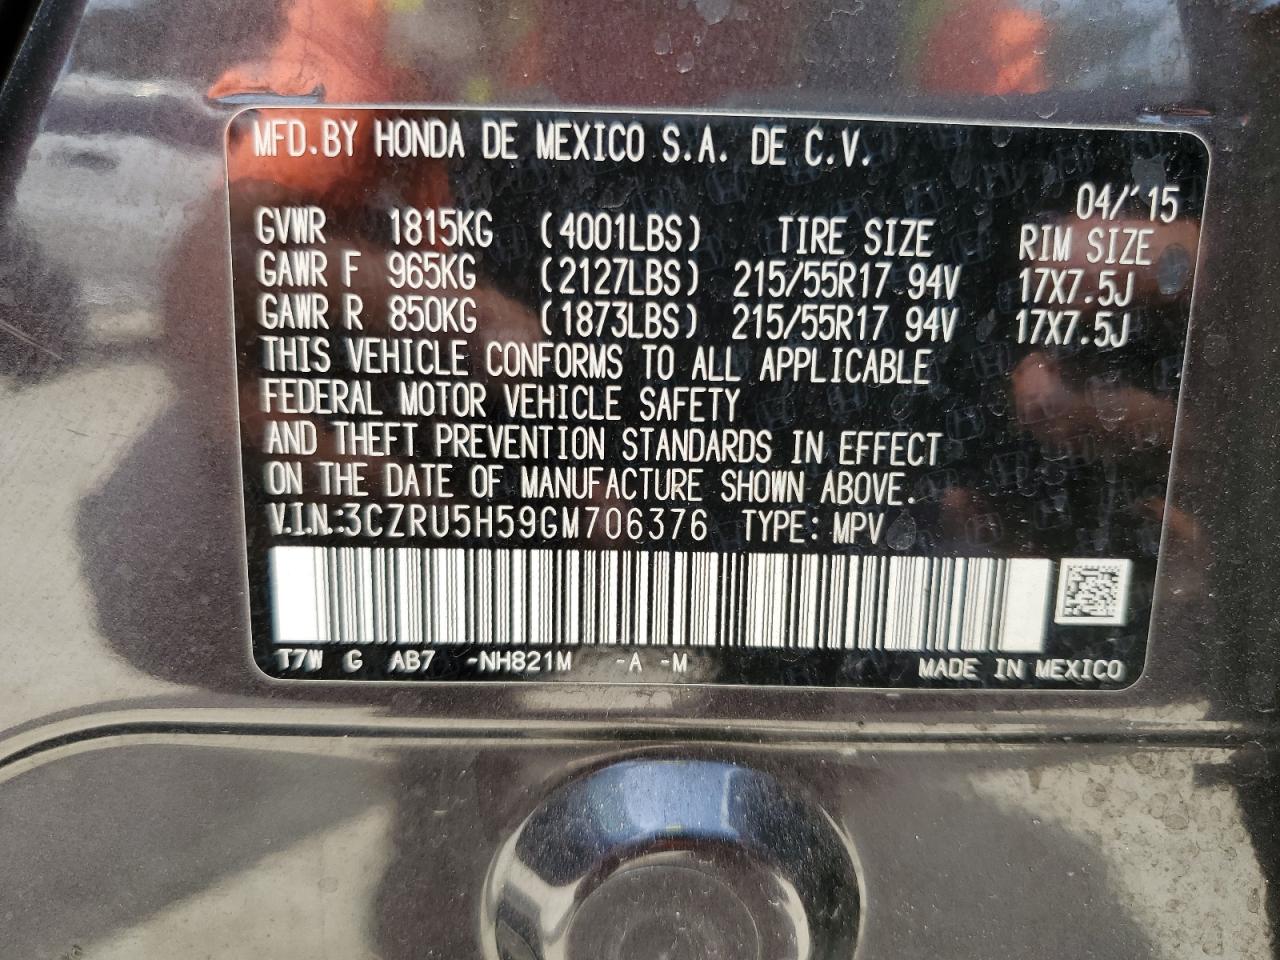 MFD.BY HONDA DE MEXICO S.A. DE C.V.
04/'15
GVWR 1815KG (4001LBS) TIRE SIZE RIM SIZE
GAWR F 965KG (2127LBS) 215/55R17 94V 17X7.5J
GAWR R 850KG (1873LBS) 215/55R17 94V 17X7.5J
THIS VEHICLE CONFORMS TO ALL APPLICABLE
FEDERAL MOTOR VEHICLE SAFETY
AND THEFT PREVENTION STANDARDS IN EFFECT
ON THE DATE OF MANUFACTURE SHOWN ABOVE.
V.I.N.:3CZRU5H59GM706376 TYPE: MPV
T7W G AB7 -NH821M -A -M MADE IN MEXICO